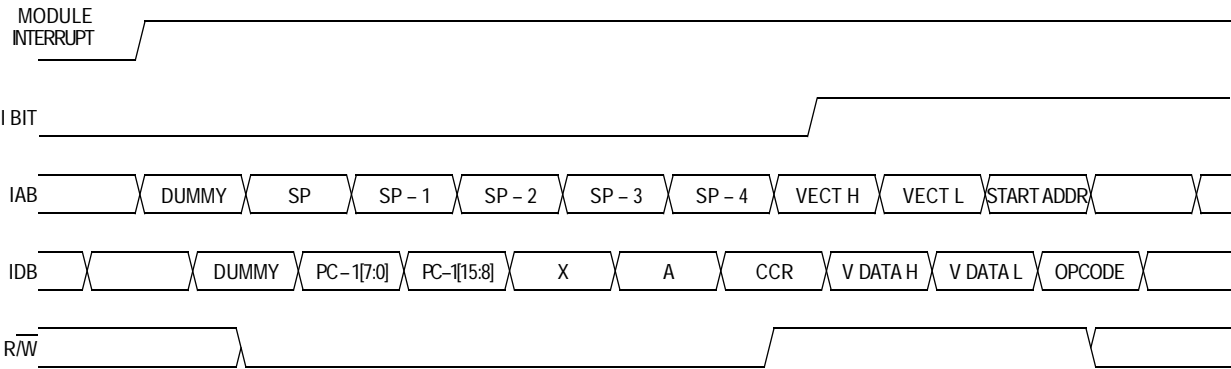 MODULE
INTERRUPT
I BIT
IAB DUMMY SP SP – 1 SP – 2 SP – 3 SP – 4 VECT H VECT L START ADDR
IDB DUMMY PC – 1[7:0] PC–1[15:8] X A CCR V DATA H V DATA L OPCODE
R/W